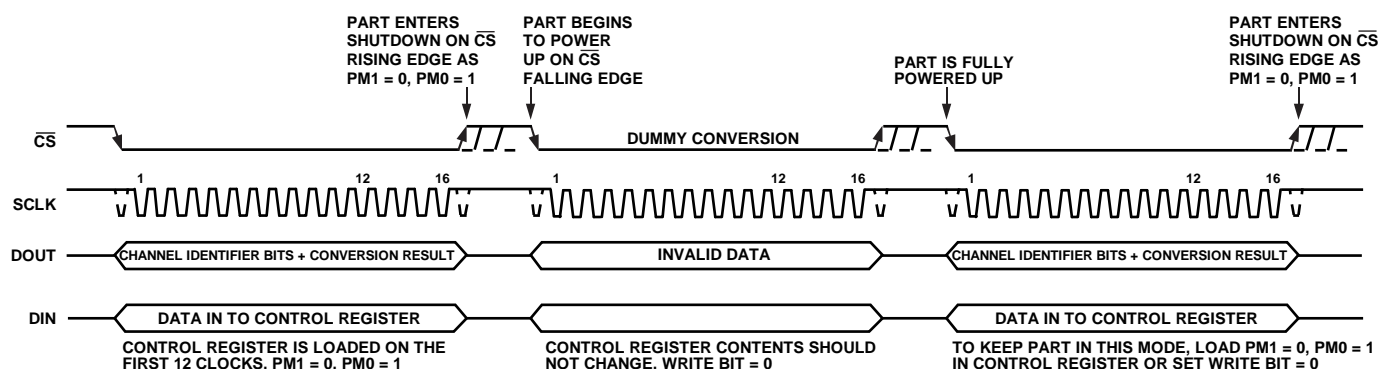 PART ENTERS
SHUTDOWN ON CS
RISING EDGE AS
PM1 = 0, PM0 = 1
PART BEGINS
TO POWER
UP ON CS
FALLING EDGE
PART IS FULLY
POWERED UP
PART ENTERS
SHUTDOWN ON CS
RISING EDGE AS
PM1 = 0, PM0 = 1
CS
DUMMY CONVERSION
SCLK
1 12 16 1 12 16 1 12 16
DOUT
CHANNEL IDENTIFIER BITS + CONVERSION RESULT
INVALID DATA
CHANNEL IDENTIFIER BITS + CONVERSION RESULT
DIN
DATA IN TO CONTROL REGISTER
DATA IN TO CONTROL REGISTER
CONTROL REGISTER IS LOADED ON THE
FIRST 12 CLOCKS, PM1 = 0, PM0 = 1
CONTROL REGISTER CONTENTS SHOULD
NOT CHANGE, WRITE BIT = 0
TO KEEP PART IN THIS MODE, LOAD PM1 = 0, PM0 = 1
IN CONTROL REGISTER OR SET WRITE BIT = 0